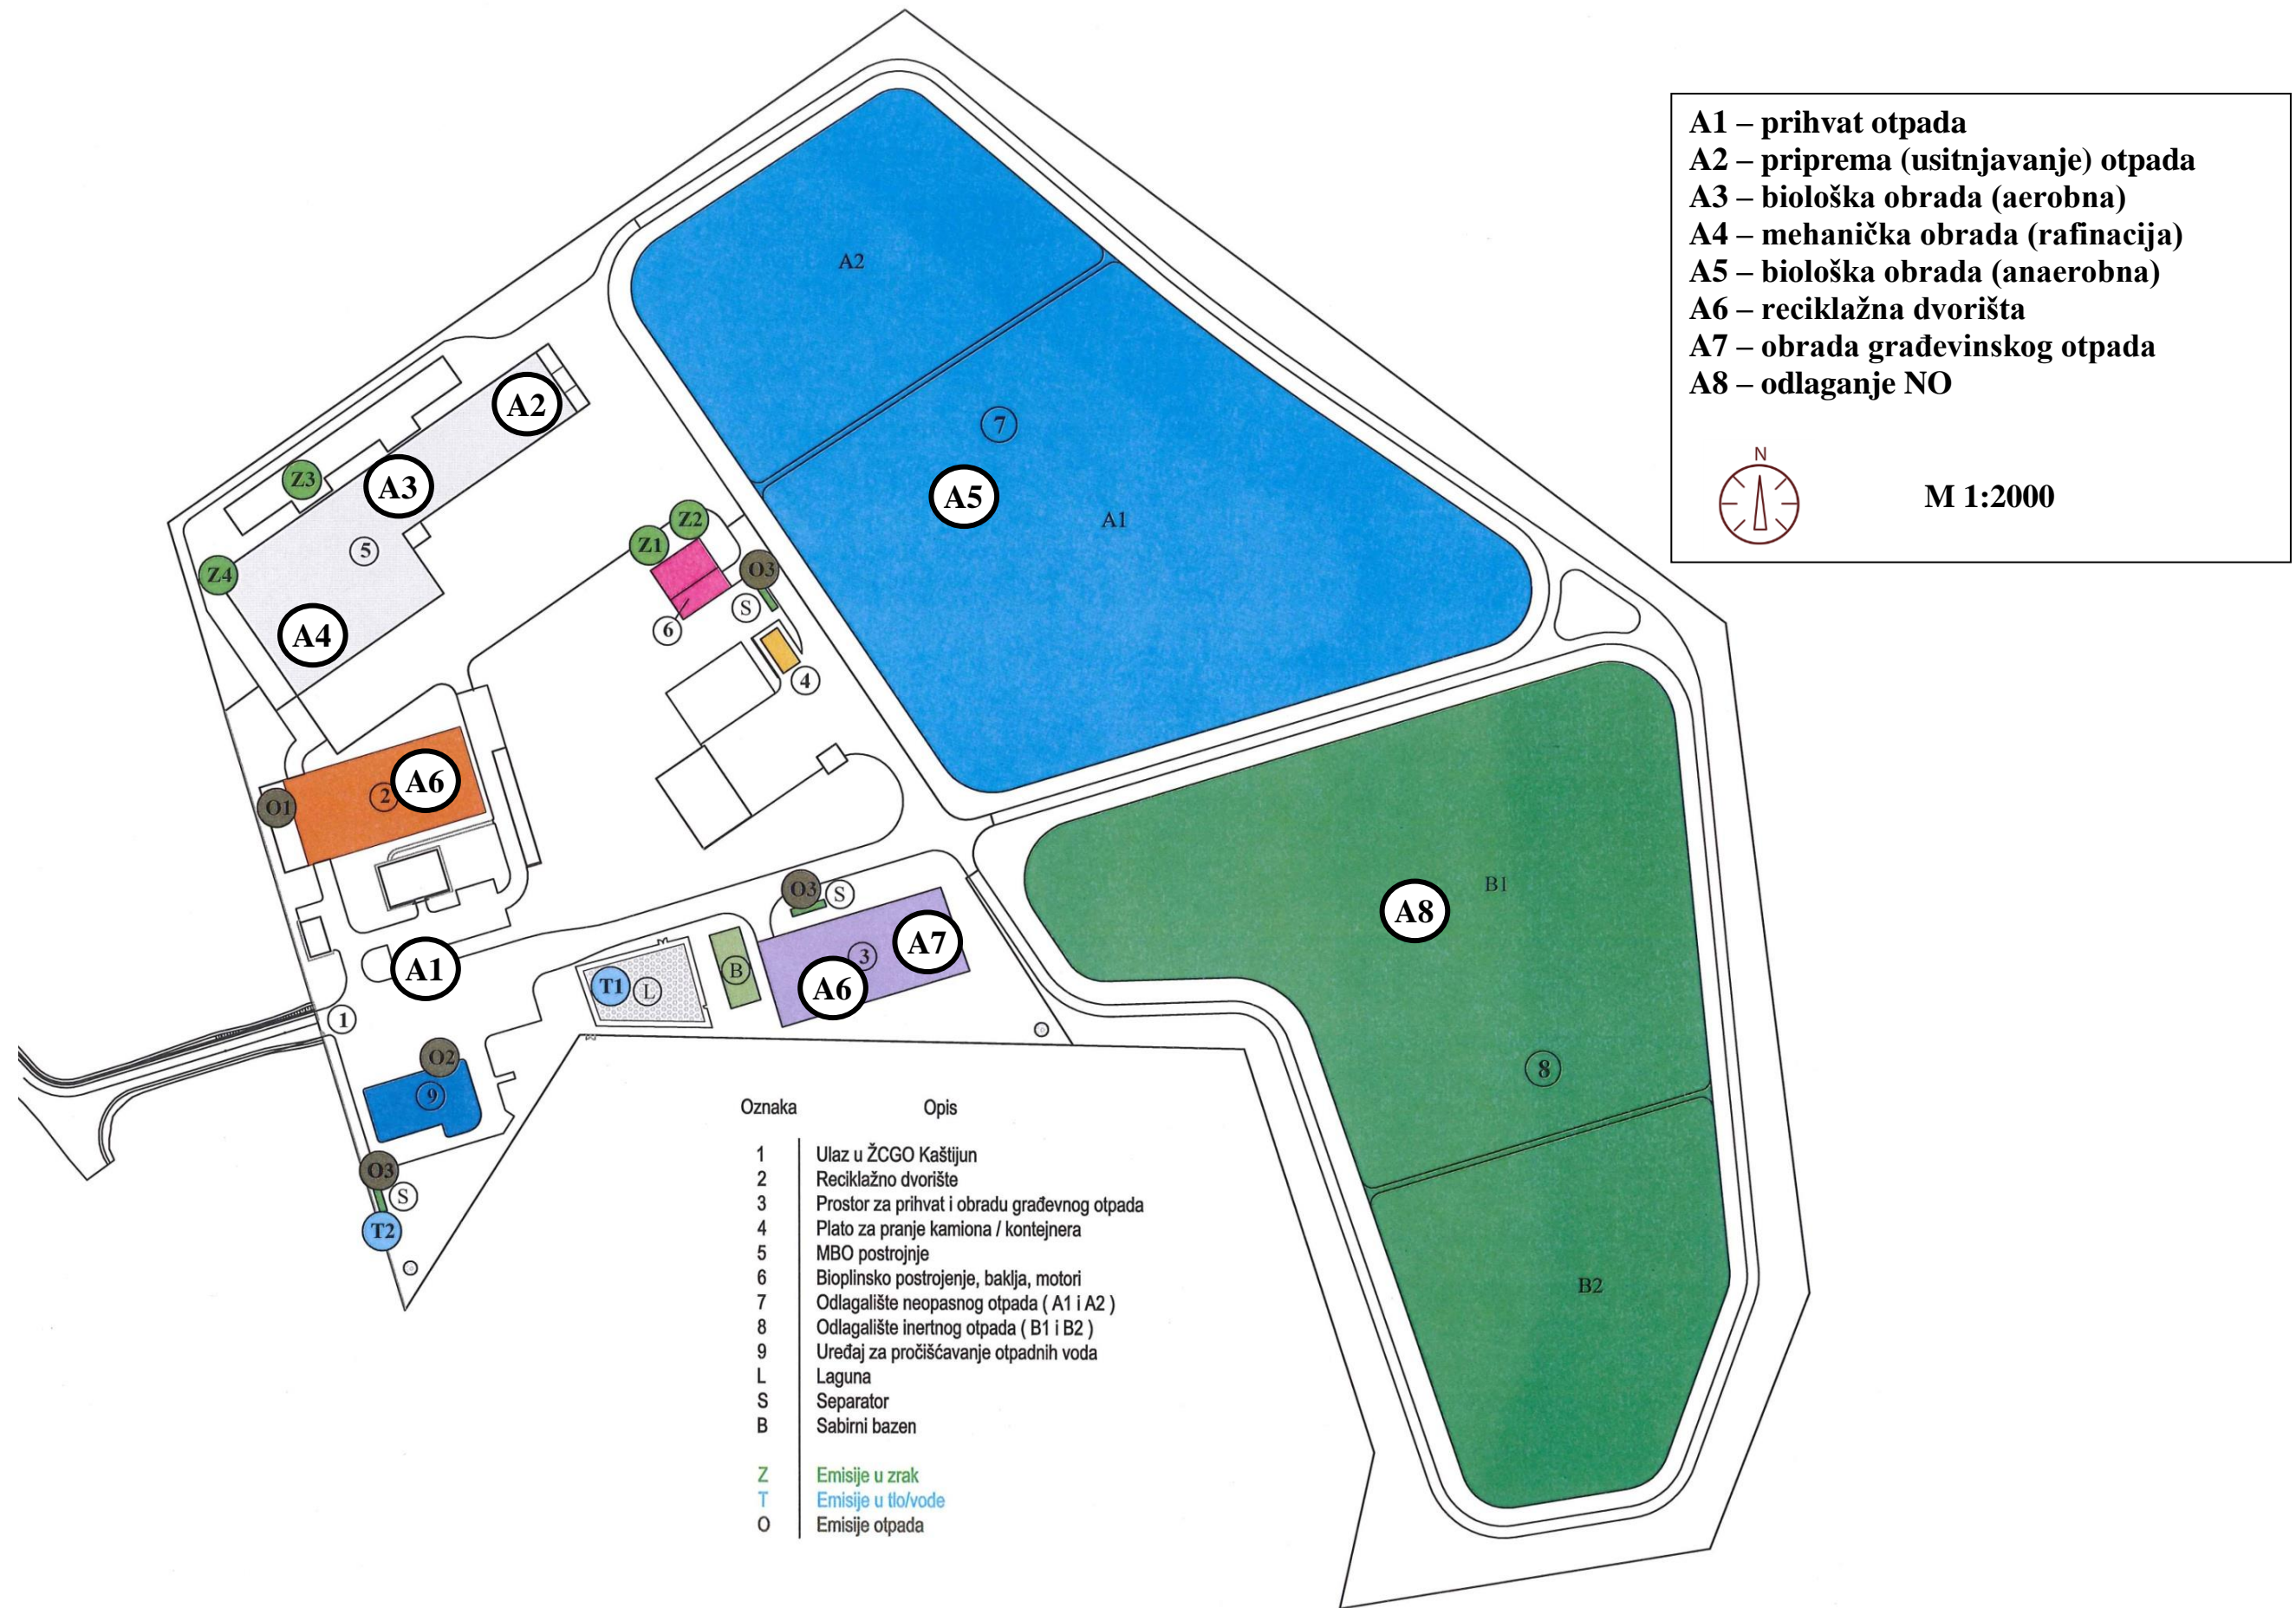 A1 – prihvat otpada
A2 – priprema (usitnjavanje) otpada
A3 – biološka obrada (aerobna)
A4 – mehanička obrada (rafinacija)
A5 – biološka obrada (anaerobna)
A6 – reciklažna dvorišta
A7 – obrada građevinskog otpada
A8 – odlaganje NO
N
M 1:2000
A2
A2
7
A3
Z3
A5
Z2
A1
Z1
5
O3
Z4
S
6
A4
4
A6
2
O1
B1
O3
S
A8
A7
3
A1
B
T1
L
A6
1
O2
8
9
O3
S
T2
B2
Oznaka Opis
1 Ulaz u ŽCGO Kaštijun
2 Reciklažno dvorište
3 Prostor za prihvat i obradu građevnog otpada
4 Plato za pranje kamiona / kontejnera
5 MBO postrojnje
6 Bioplinsko postrojenje, baklja, motori
7 Odlagalište neopasnog otpada ( A1 i A2 )
8 Odlagalište inertnog otpada ( B1 i B2 )
9 Uređaj za pročišćavanje otpadnih voda
L Laguna
S Separator
B Sabirni bazen
Z Emisije u zrak
T Emisije u tlo/vode
O Emisije otpada